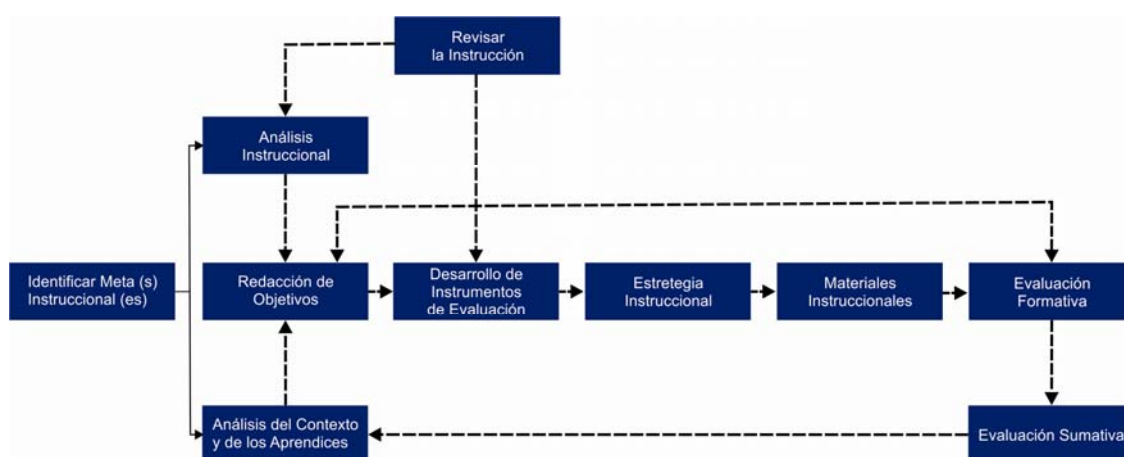 Revisar
la Instrucción
Análisis
Instruccional
Identificar Meta (s)
Instruccional (es)
Redacción de
Objetivos
Desarrollo de
Instrumentos
de Evaluación
Estretegia
Instruccional
Materiales
Instruccionales
Evaluación
Formativa
Análisis del Contexto
y de los Aprendices
Evaluación Sumativa